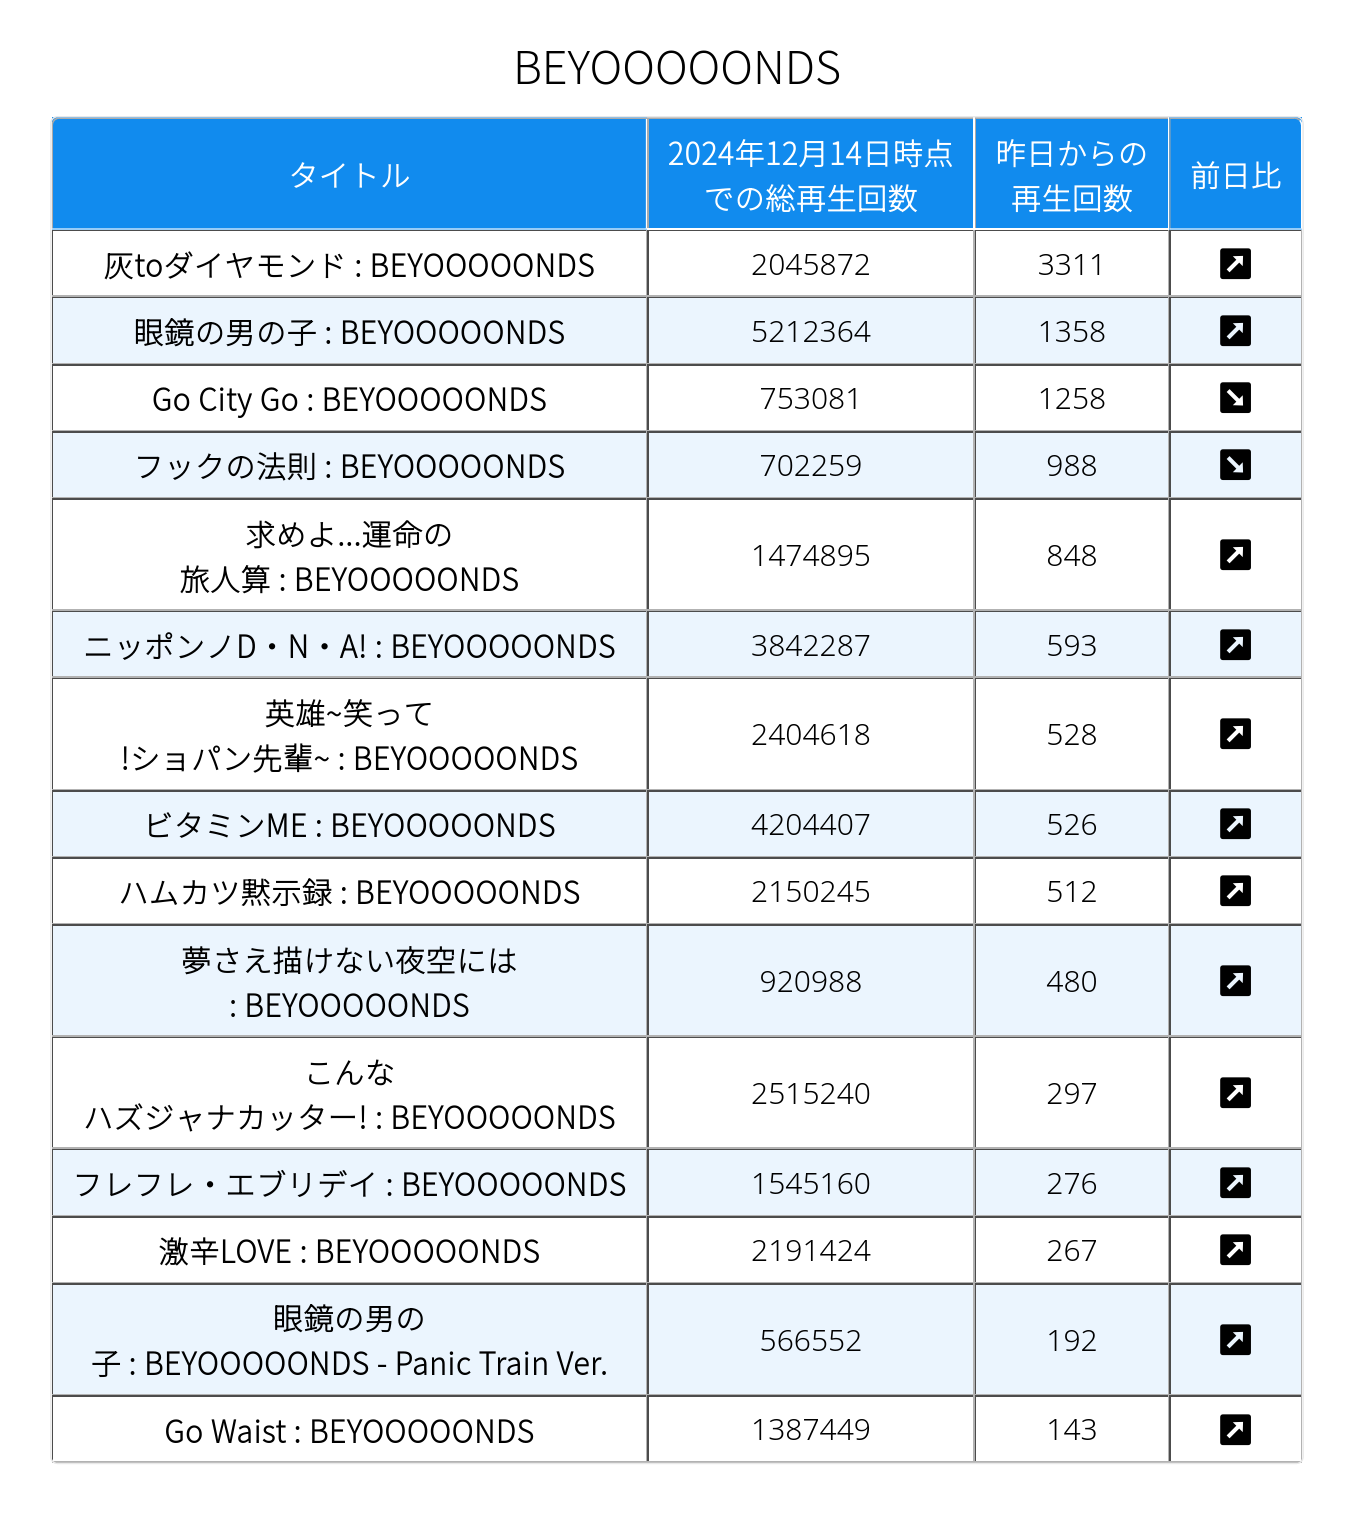 BEYOOOOONDS
タイトル
2024年12月14日時点
での総再生回数
昨日からの
再生回数
前日比
灰toダイヤモンド : BEYOOOOONDS
2045872
3311
眼鏡の男の子 : BEYOOOOONDS
5212364
1358
Go City Go : BEYOOOOONDS
753081
1258
フックの法則 : BEYOOOOONDS
702259
988
求めよ...運命の
旅人算 : BEYOOOOONDS
1474895
848
ニッポンノD・N・A! : BEYOOOOONDS
3842287
593
英雄~笑って
!ショパン先輩~ : BEYOOOOONDS
2404618
528
ビタミンME : BEYOOOOONDS
4204407
526
ハムカツ黙示録 : BEYOOOOONDS
2150245
512
夢さえ描けない夜空には
: BEYOOOOONDS
920988
480
こんな
ハズジャナカッター! : BEYOOOOONDS
2515240
297
フレフレ・エブリデイ : BEYOOOOONDS
1545160
276
激辛LOVE : BEYOOOOONDS
2191424
267
眼鏡の男の
子 : BEYOOOOONDS - Panic Train Ver.
566552
192
Go Waist : BEYOOOOONDS
1387449
143